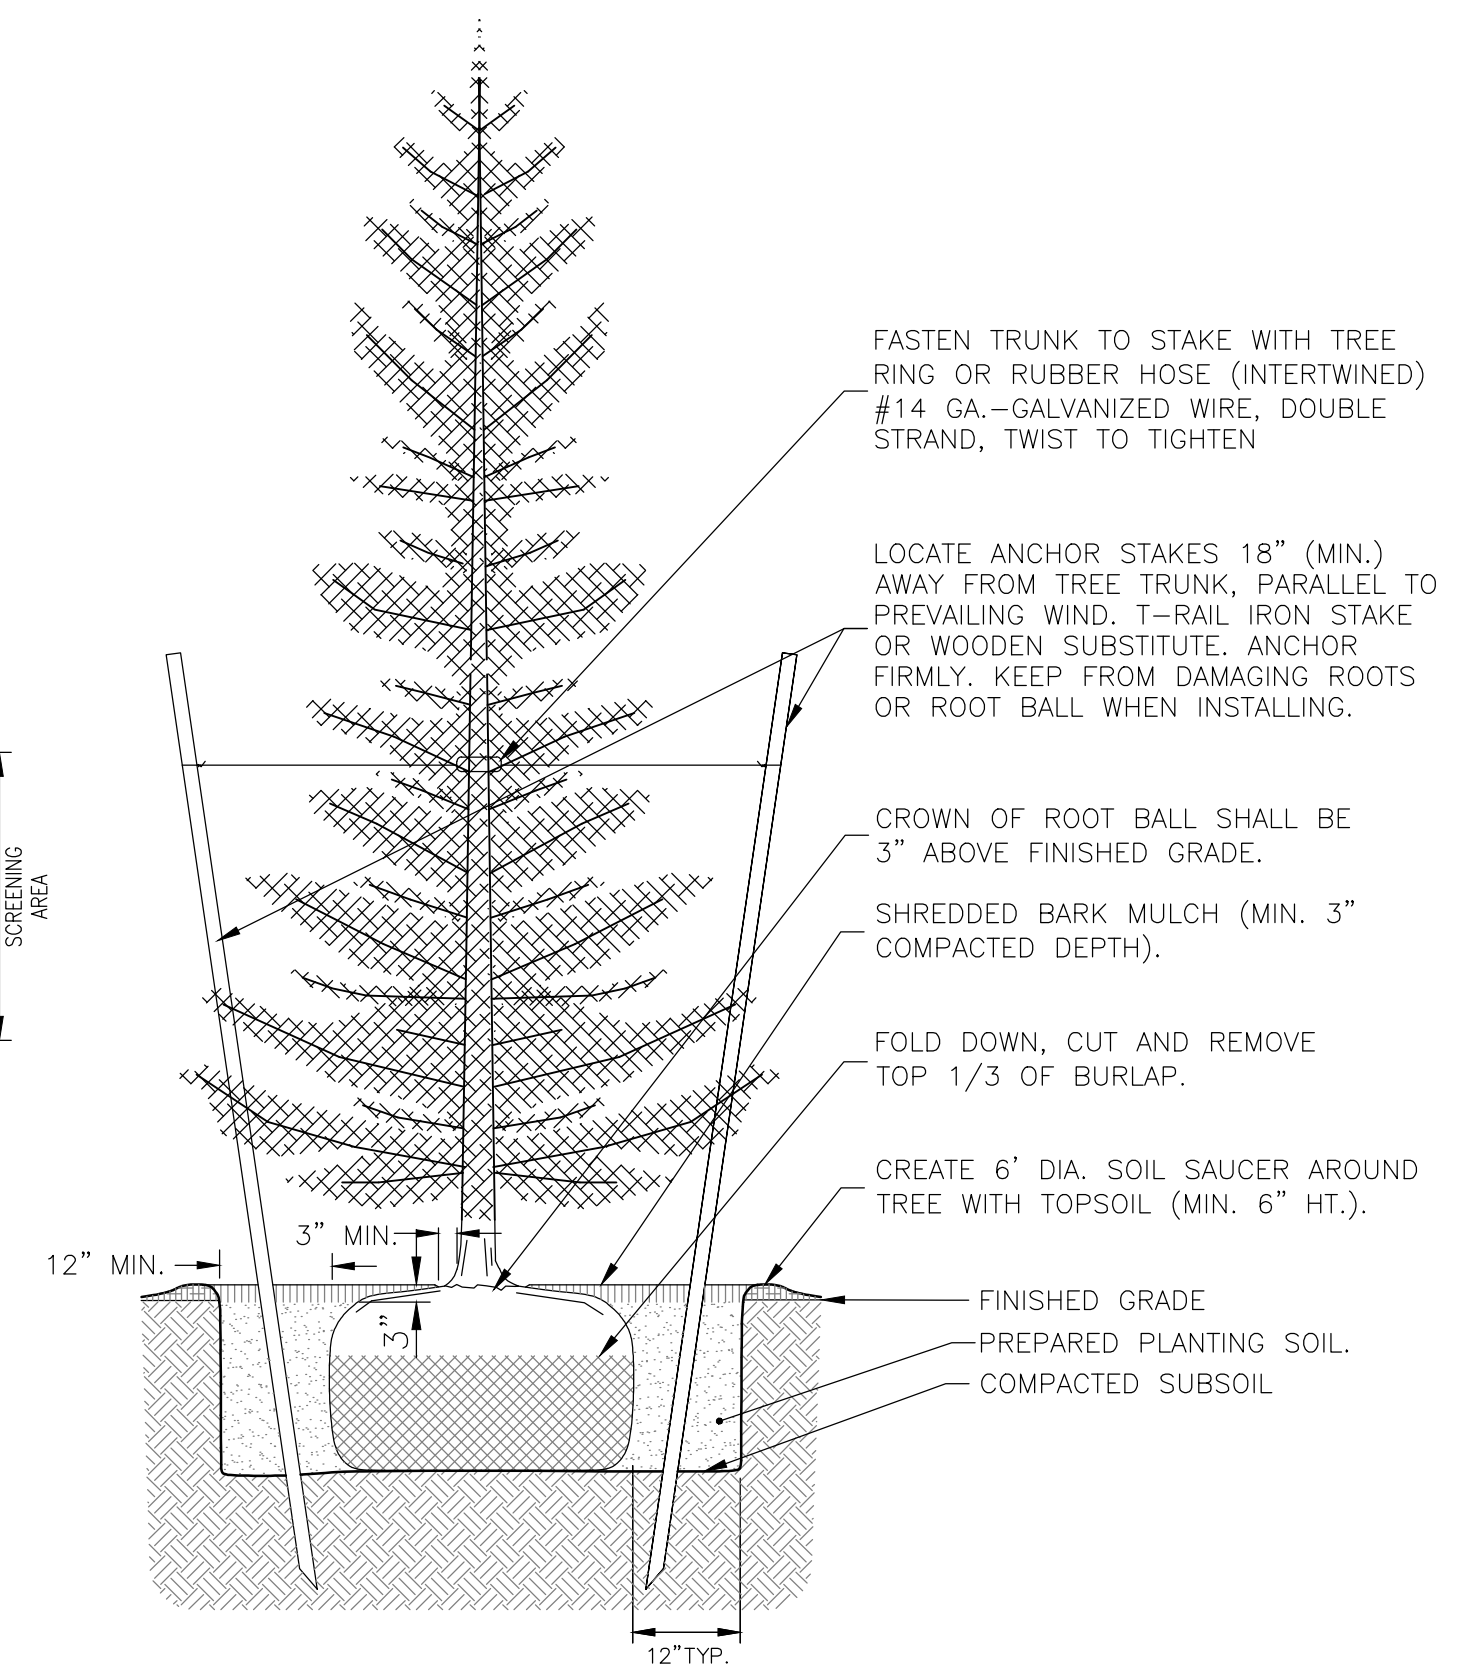 FASTEN TRUNK TO STAKE WITH TREE
RING OR RUBBER HOSE (INTERTWINED)
#14 GA.–GALVANIZED WIRE, DOUBLE
STRAND, TWIST TO TIGHTEN
LOCATE ANCHOR STAKES 18” (MIN.)
AWAY FROM TREE TRUNK, PARALLEL TO
PREVAILING WIND. T–RAIL IRON STAKE
OR WOODEN SUBSTITUTE. ANCHOR
FIRMLY. KEEP FROM DAMAGING ROOTS
OR ROOT BALL WHEN INSTALLING.
SCREENING
AREA
CROWN OF ROOT BALL SHALL BE
3” ABOVE FINISHED GRADE.
SHREDDED BARK MULCH (MIN. 3”
COMPACTED DEPTH).
FOLD DOWN, CUT AND REMOVE
TOP 1/3 OF BURLAP.
CREATE 6’ DIA. SOIL SAUCER AROUND
TREE WITH TOPSOIL (MIN. 6” HT.).
3” MIN.
12” MIN.
3”
FINISHED GRADE
PREPARED PLANTING SOIL.
COMPACTED SUBSOIL
12”TYP.